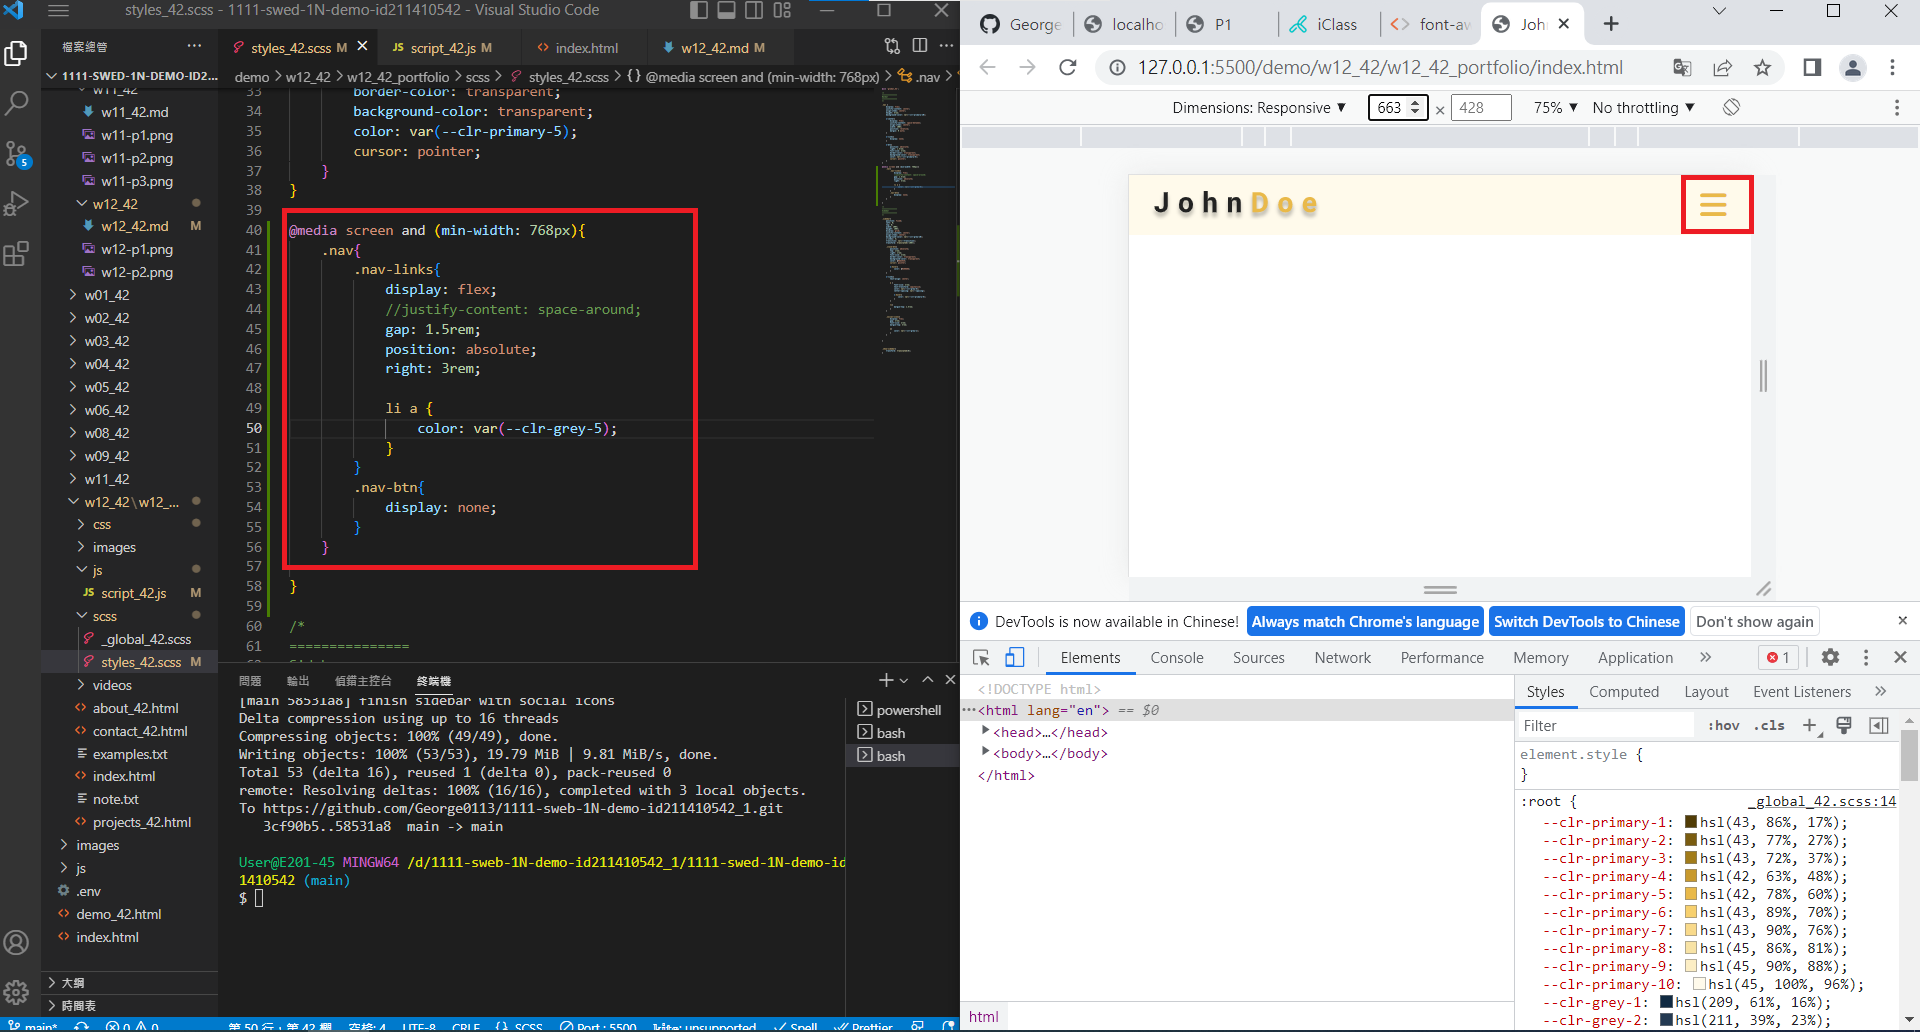 styles_42.scss - 1111-swed-1N-demo-id211410542 - Visual Studio Code
檔案總管
1111-SWED-1N-DEMO-ID2...
w11_42
w11_42.md
w11-p1.png
w11-p2.png
w11-p3.png
w12_42
w12_42.md M
w12-p1.png
w12-p2.png
w01_42
w02_42
w03_42
w04_42
w05_42
w06_42
w08_42
w09_42
w11_42
w12_42\w12_...
css
images
js
script_42.js M
scss
_global_42.scss
styles_42.scss M
videos
about_42.html
contact_42.html
examples.txt
index.html
note.txt
projects_42.html
images
js
.env
demo_42.html
index.html
大綱
時間表
5
styles_42.scss M
script_42.js M
index.html
w12_42.md M
demo > w12_42 > w12_42_portfolio > scss > styles_42.scss > {} @media screen and (min-width: 768px) > .nav >
33 border-color: transparent;
34 background-color: transparent;
35 color: var(--clr-primary-5);
36 cursor: pointer;
37 }
38 }
39
40 @media screen and (min-width: 768px){
41 .nav{
42 .nav-links{
43 display: flex;
44 //justify-content: space-around;
45 gap: 1.5rem;
46 position: absolute;
47 right: 3rem;
48
49 li a {
50 color: var(--clr-grey-5);
51 }
52 }
53 .nav-btn{
54 display: none;
55 }
56 }
57
58 }
59
60 /*
61 ===============
問題 輸出 偵錯主控台 終端機
[main 58531a8] finish sidebar with social icons
Delta compression using up to 16 threads
Compressing objects: 100% (49/49), done.
Writing objects: 100% (53/53), 19.79 MiB | 9.81 MiB/s, done.
Total 53 (delta 16), reused 1 (delta 0), pack-reused 0
remote: Resolving deltas: 100% (16/16), completed with 3 local objects.
To https://github.com/George0113/1111-sweb-1N-demo-id211410542_1.git
3cf90b5..58531a8 main -> main
User@E201-45 MINGW64 /d/1111-sweb-1N-demo-id211410542_1/1111-swed-1N-demo-id
1410542 (main)
$
powershell
bash
bash
main* 0 0 第 50 行，第 42 欄 空格: 4 UTF-8 CRLF {} SCSS Port : 5500 kite: unsupported Spell Prettier
George
localho
P1
iClass
font-aw
John
127.0.0.1:5500/demo/w12_42/w12_42_portfolio/index.html
Dimensions: Responsive 663 × 428 75% No throttling
JohnDoe
DevTools is now available in Chinese! Always match Chrome's language Switch DevTools to Chinese Don't show again
Elements Console Sources Network Performance Memory Application 1
<!DOCTYPE html>
<html lang="en"> == $0
<head>…</head>
<body>…</body>
</html>
html
Styles Computed Layout Event Listeners
Filter :hov .cls
element.style {
}
:root { _global_42.scss:14
--clr-primary-1: hsl(43, 86%, 17%);
--clr-primary-2: hsl(43, 77%, 27%);
--clr-primary-3: hsl(43, 72%, 37%);
--clr-primary-4: hsl(42, 63%, 48%);
--clr-primary-5: hsl(42, 78%, 60%);
--clr-primary-6: hsl(43, 89%, 70%);
--clr-primary-7: hsl(43, 90%, 76%);
--clr-primary-8: hsl(45, 86%, 81%);
--clr-primary-9: hsl(45, 90%, 88%);
--clr-primary-10: hsl(45, 100%, 96%);
--clr-grey-1: hsl(209, 61%, 16%);
--clr-grey-2: hsl(211, 39%, 23%);